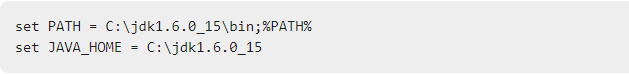 set PATH = C:\jdk1.6.0_15\bin;%PATH%
set JAVA_HOME = C:\jdk1.6.0_15